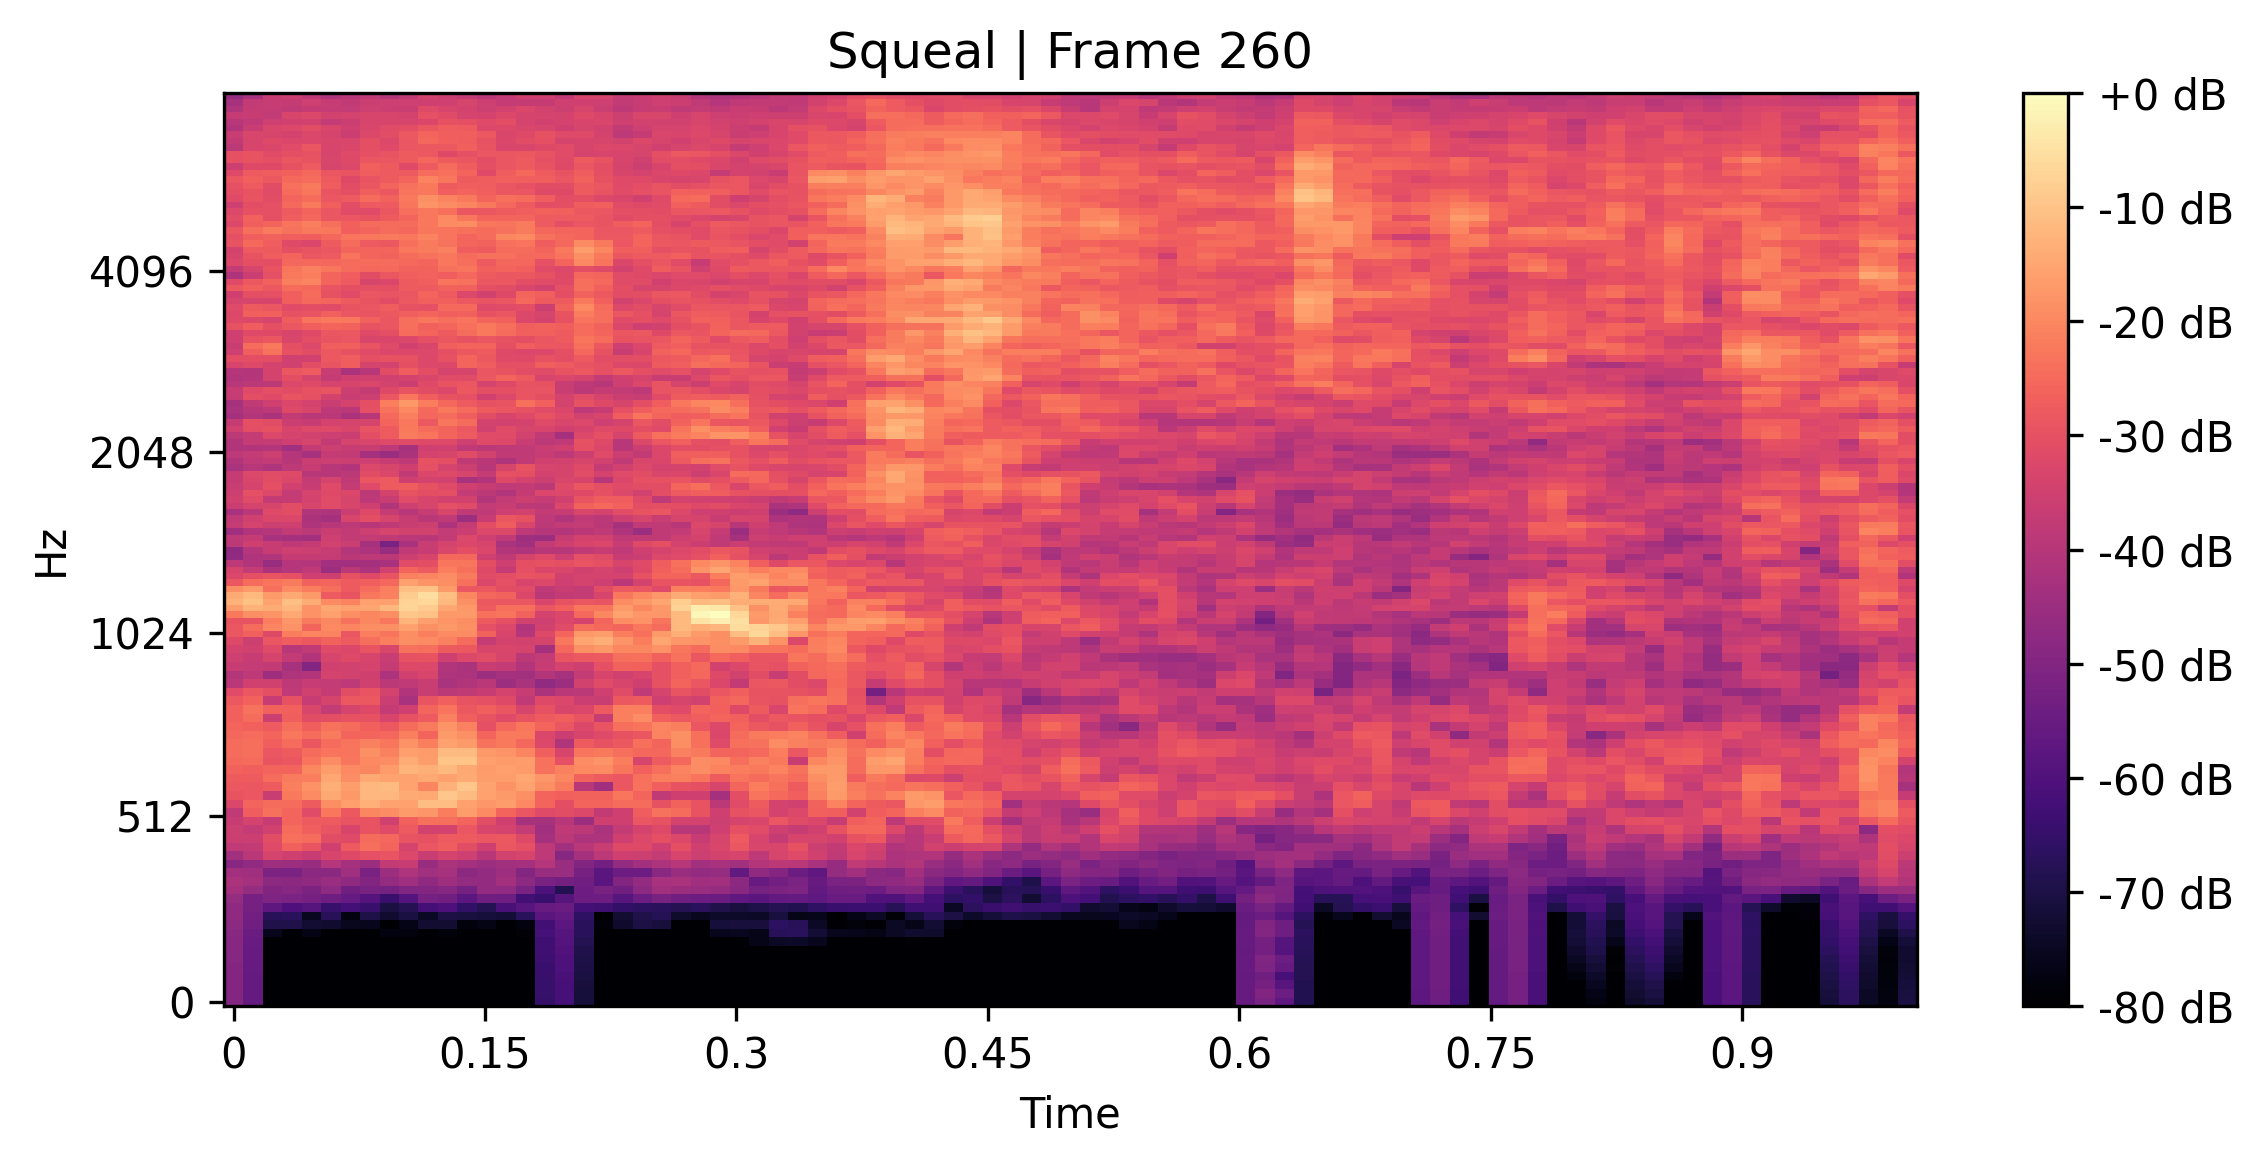 Squeal | Frame 260
Hz
4096
2048
1024
512
0
0 0.15 0.3 0.45 0.6 0.75 0.9
Time
+0 dB
-10 dB
-20 dB
-30 dB
-40 dB
-50 dB
-60 dB
-70 dB
-80 dB